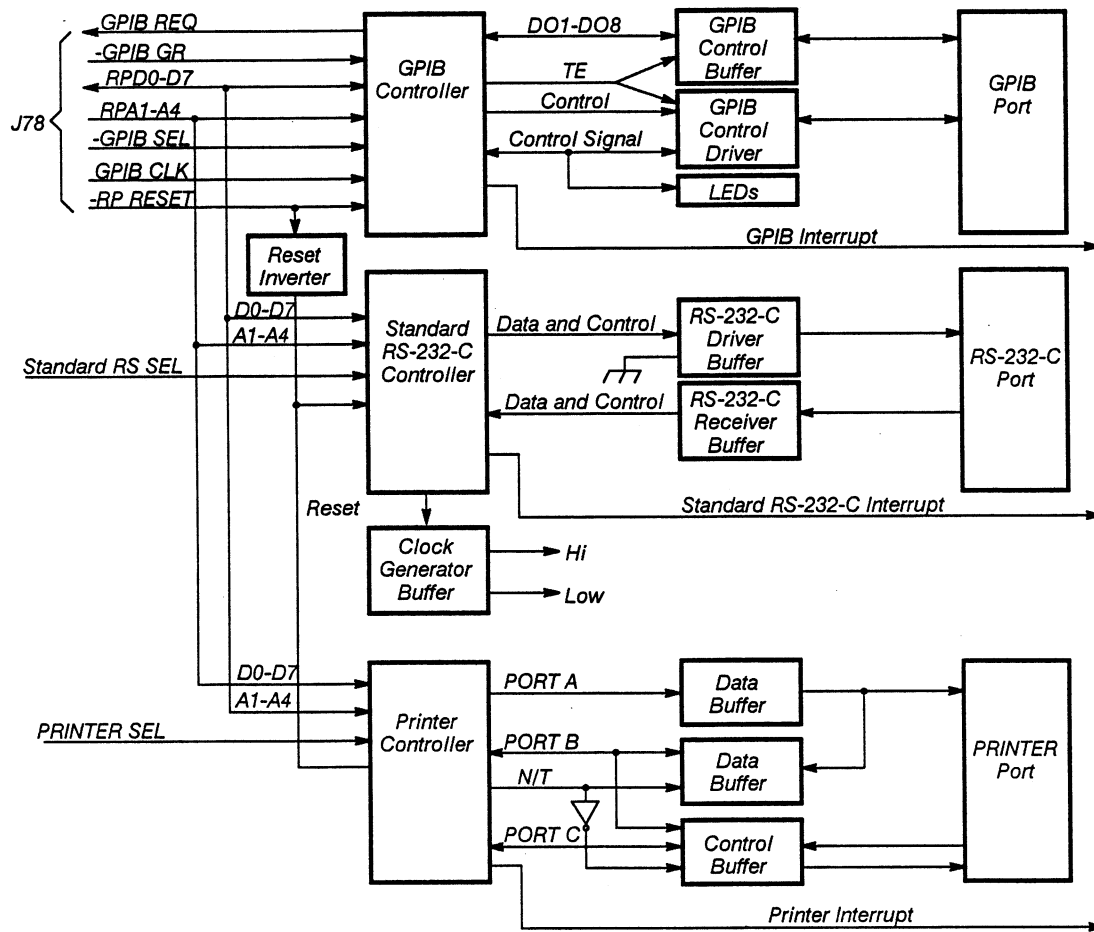 GPIB REQ
-GPIB GR
RPD0-D7
RPA1-A4
J78
-GPIB SEL
GPIB CLK
-RP RESET
GPIB
Controller
DO1-DO8
TE
Control
Control Signal
GPIB
Control
Buffer
GPIB
Control
Driver
LEDs
GPIB
Port
GPIB Interrupt
Reset
Inverter
D0-D7
A1-A4
Standard RS SEL
Standard
RS-232-C
Controller
Data and Control
Data and Control
RS-232-C
Driver
Buffer
RS-232-C
Receiver
Buffer
RS-232-C
Port
Standard RS-232-C Interrupt
Reset
Clock
Generator
Buffer
Hi
Low
D0-D7
A1-A4
PRINTER SEL
Printer
Controller
PORT A
PORT B
N/T
PORT C
Data
Buffer
Data
Buffer
Control
Buffer
PRINTER
Port
Printer Interrupt